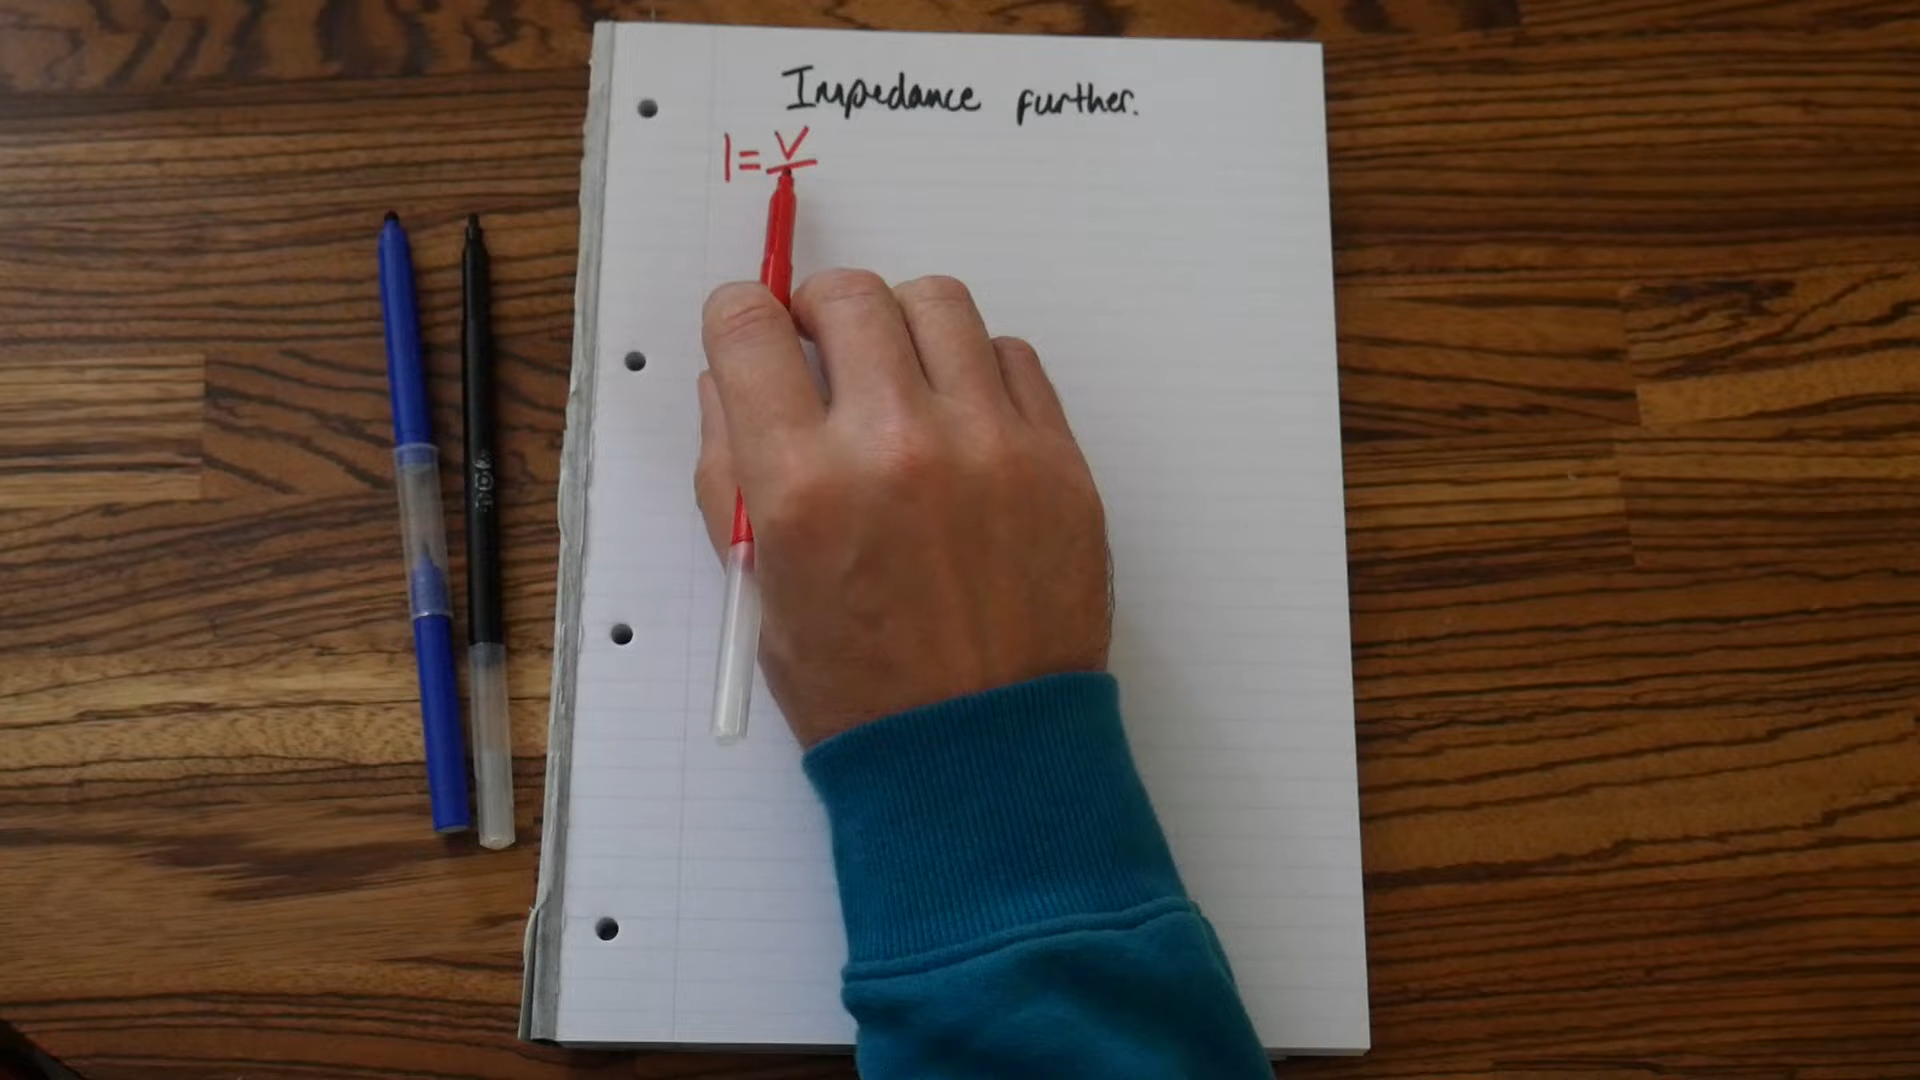 Impedance further.
I = V